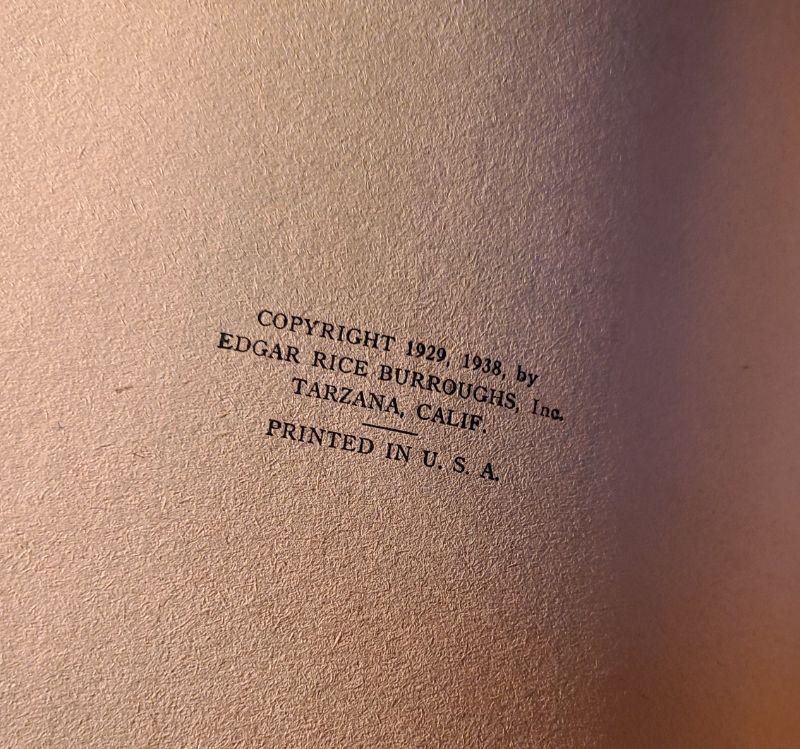 COPYRIGHT 1929, 1938, by
EDGAR RICE BURROUGHS, Inc.
TARZANA, CALIF.
PRINTED IN U. S. A.